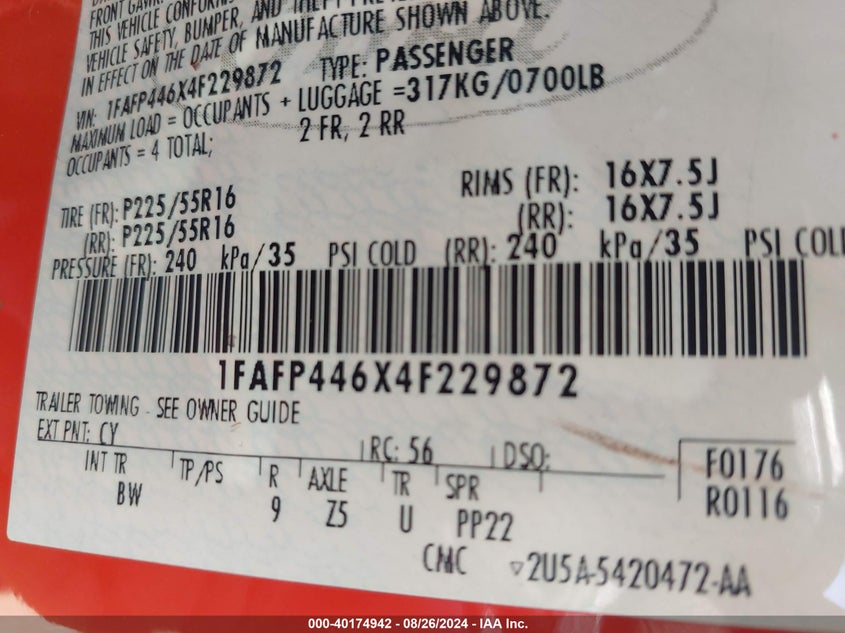 FRONT GAWR:
THIS VEHICLE CONFORMS
VEHICLE SAFETY, BUMPER, AND THEFT
IN EFFECT ON THE DATE OF MANUFACTURE SHOWN ABOVE.
VIN: 1FAFP446X4F229872 TYPE: PASSENGER
MAXIMUM LOAD = OCCUPANTS + LUGGAGE =317KG/0700LB
OCCUPANTS = 4 TOTAL; 2 FR, 2 RR
TIRE (FR): P225/55R16 RIMS (FR): 16X7.5J
(RR): P225/55R16 (RR): 16X7.5J
PRESSURE (FR): 240 kPa/35 PSI COLD (RR): 240 kPa/35 PSI COLD
1FAFP446X4F229872
TRAILER TOWING - SEE OWNER GUIDE
EXT PNT: CY RC: 56 DSO:
INT TR TP/PS R AXLE TR SPR F0176
BW 9 Z5 U PP22 R0116
CMC ▽2U5A-5420472-AA
000-40174942 - 08/26/2024 - IAA Inc.